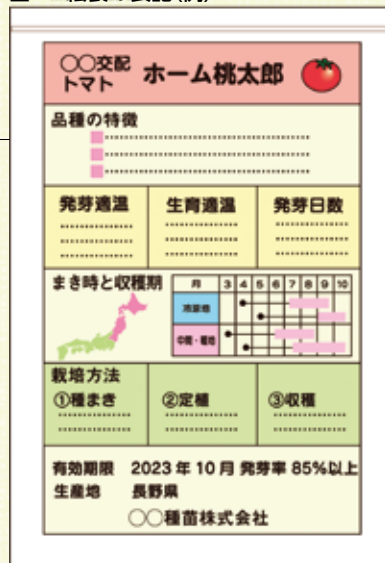 ○○交配
トマト
ホーム桃太郎
品種の特徴
発芽適温
生育適温
発芽日数
まき時と収穫期
月 3 4 5 6 7 8 9 10
冷涼地
中間・暖地
栽培方法
①種まき
②定植
③収穫
有効期限 2023年10月 発芽率 85%以上
生産地 長野県
○○種苗株式会社